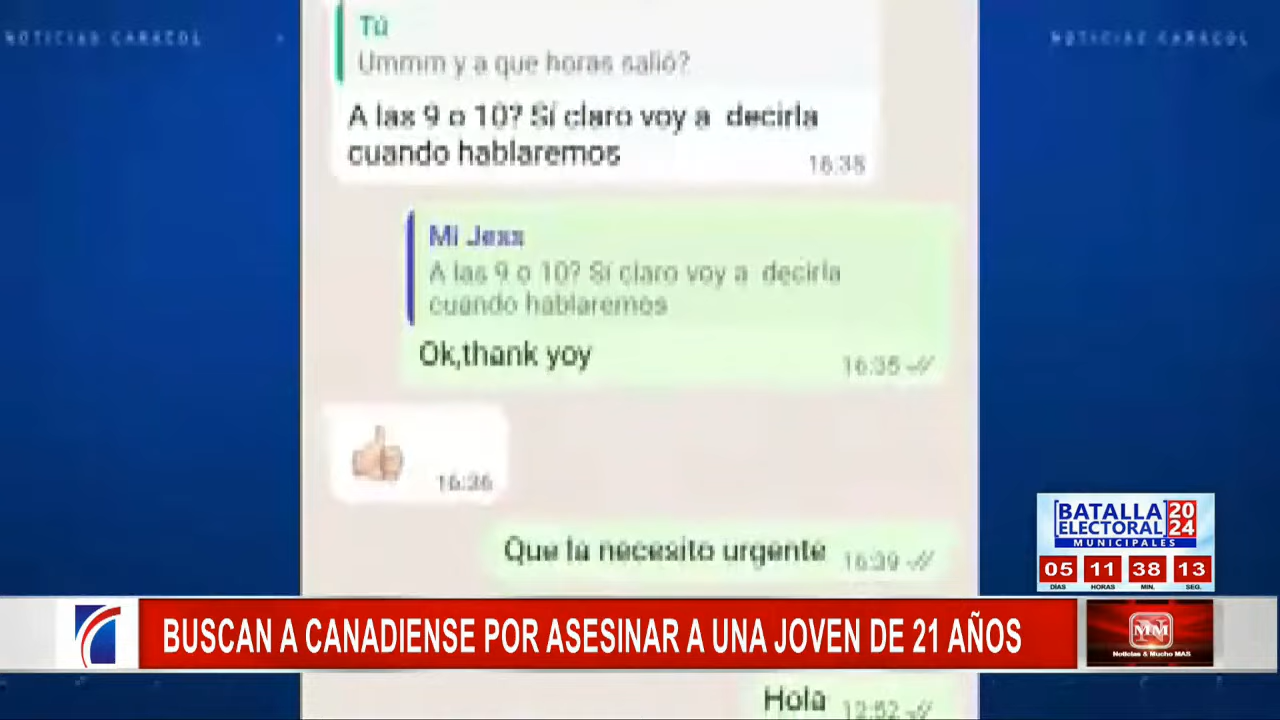 NOTICIAS CARACOL
NOTICIAS CARACOL
Tú
Ummm y a que horas salió?
A las 9 o 10? Sí claro voy a decirla
cuando hablaremos
16:38
Mi Jess
A las 9 o 10? Sí claro voy a decirla
cuando hablaremos
Ok,thank yoy
16:35
16:36
Que la necesito urgente
16:39
BATALLA
ELECTORAL
2024
MUNICIPALES
05 11 38 13
DÍAS HORAS MIN. SEG.
BUSCAN A CANADIENSE POR ASESINAR A UNA JOVEN DE 21 AÑOS
MM
Noticias & Mucho MAS
Hola
12:52